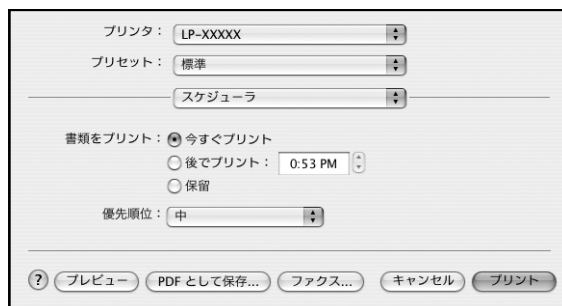 プリンタ： LP-XXXXX
プリセット： 標準
スケジューラ
書類をプリント： 今すぐプリント
後でプリント： 0:53 PM
保留
優先順位： 中
? プレビュー PDF として保存... ファクス... キャンセル プリント